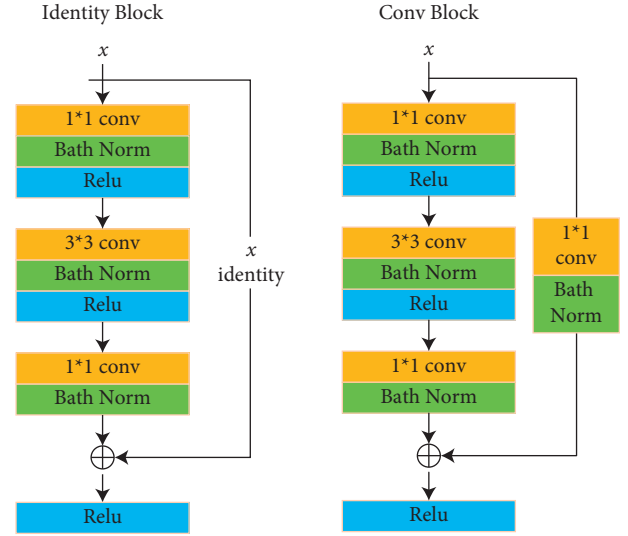 Identity Block
x
1*1 conv
Bath Norm
Relu
3*3 conv
Bath Norm
Relu
x
identity
1*1 conv
Bath Norm
Relu
Conv Block
x
1*1 conv
Bath Norm
Relu
3*3 conv
Bath Norm
Relu
1*1
conv
Bath
Norm
1*1 conv
Bath Norm
Relu